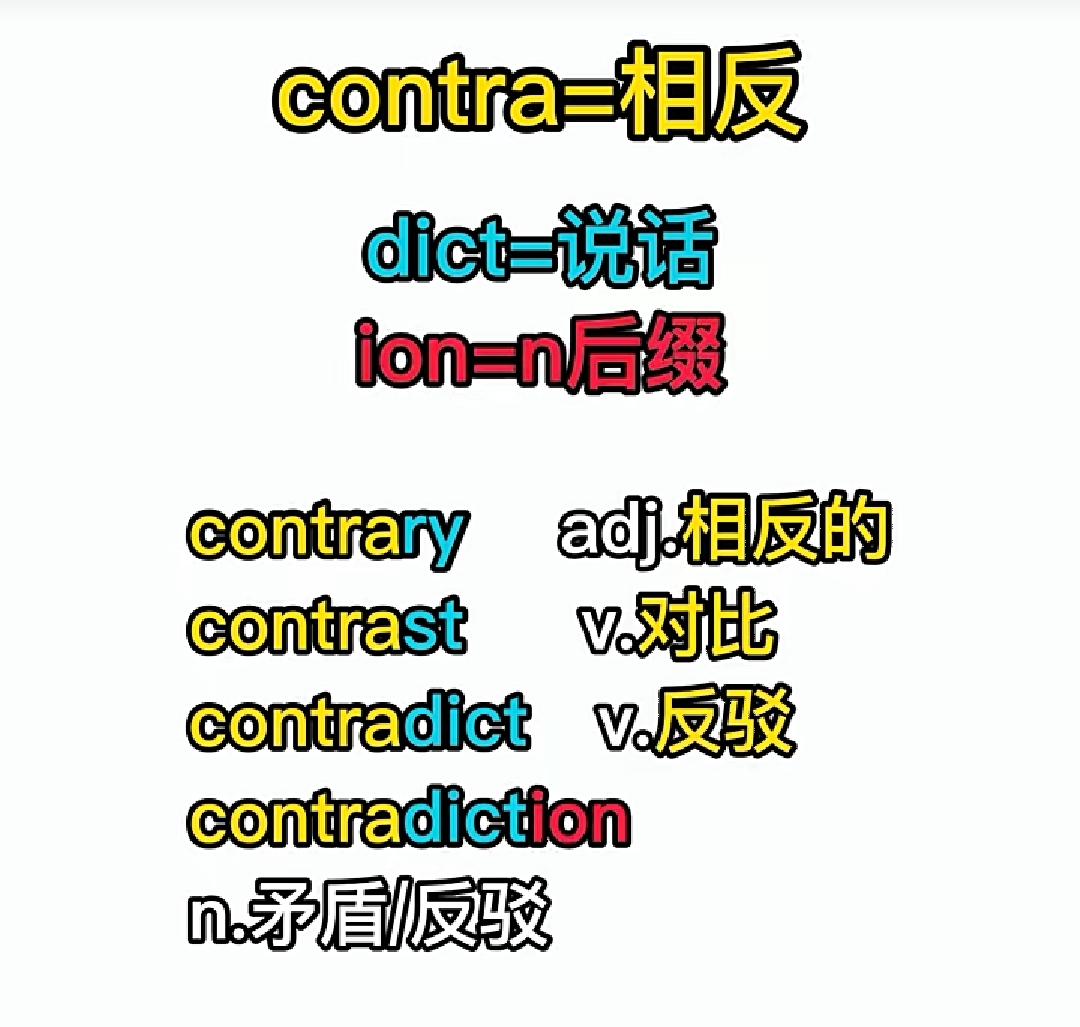 contra=相反
dict=说话
ion=n后缀
contrary adj.相反的
contrast v.对比
contradict v.反驳
contradiction
n.矛盾/反驳